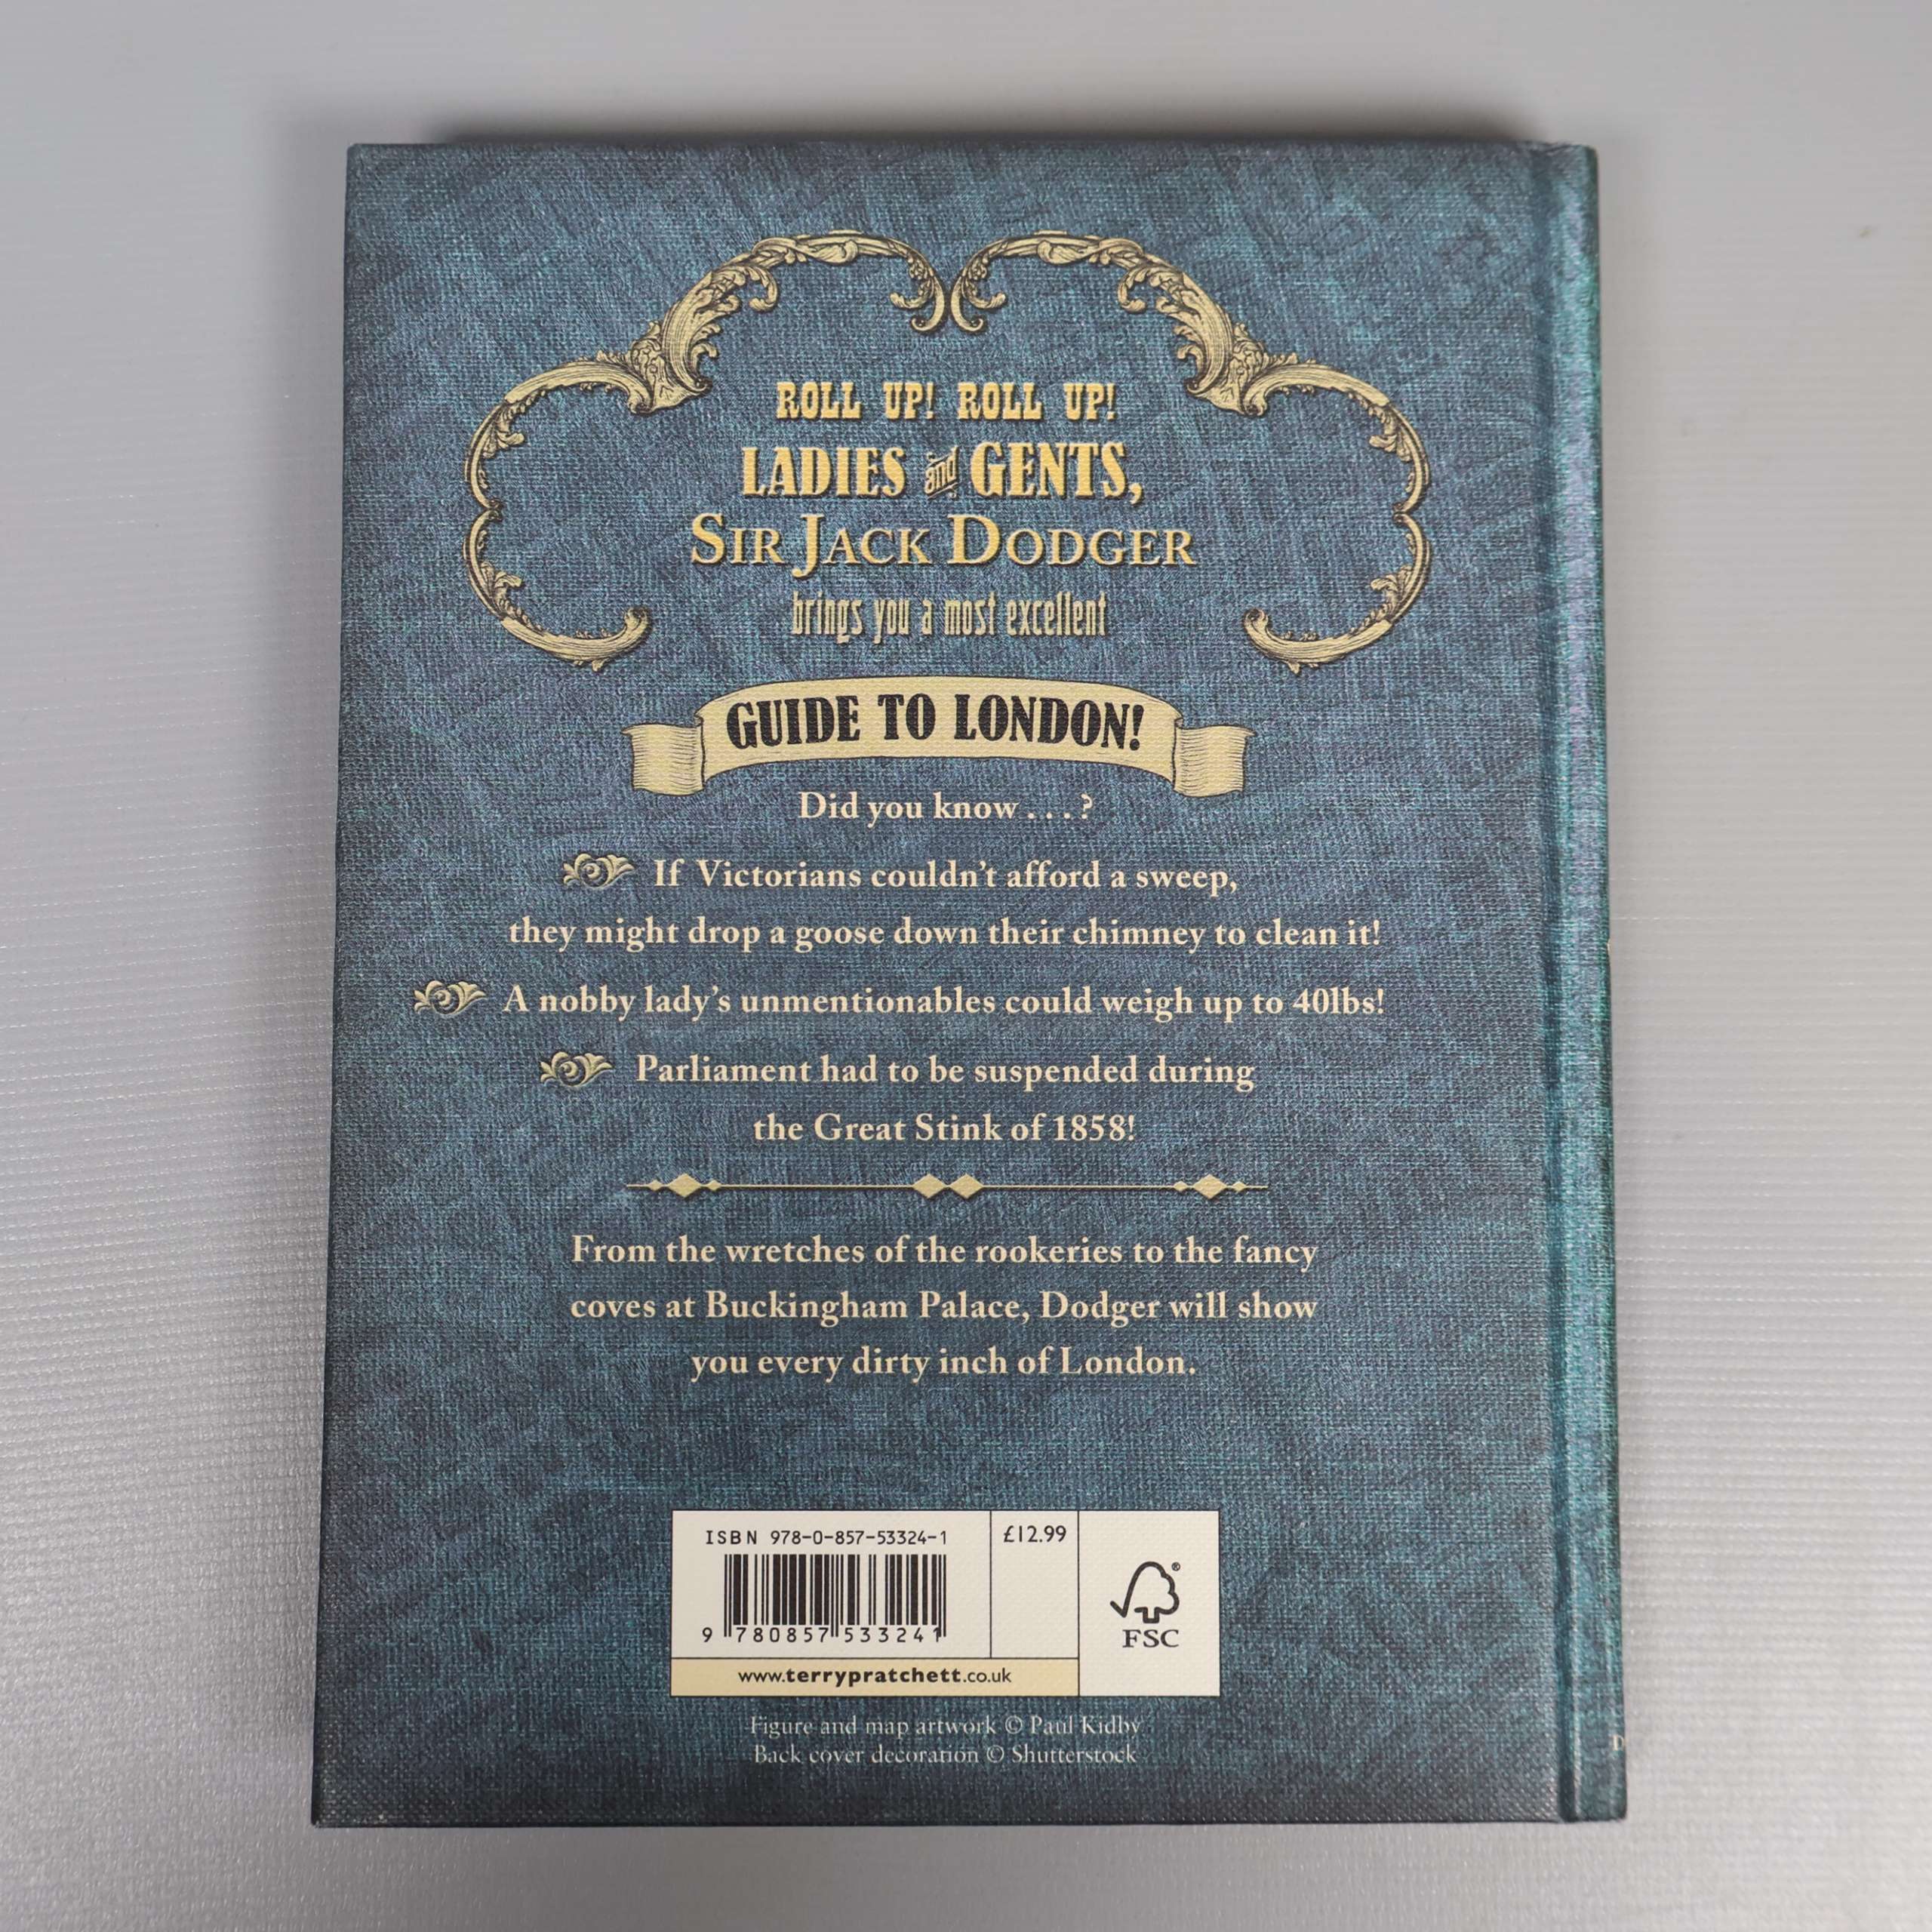 ROLL UP! ROLL UP!
LADIES and GENTS,
SIR JACK DODGER
brings you a most excellent
GUIDE TO LONDON!
Did you know . . . ?
If Victorians couldn't afford a sweep,
they might drop a goose down their chimney to clean it!
A nobby lady's unmentionables could weigh up to 40lbs!
Parliament had to be suspended during
the Great Stink of 1858!
From the wretches of the rookeries to the fancy
coves at Buckingham Palace, Dodger will show
you every dirty inch of London.
ISBN 978-0-857-53324-1
£12.99
9 780857 533241
FSC
®
www.terrypratchett.co.uk
Figure and map artwork © Paul Kidby
Back cover decoration © Shutterstock